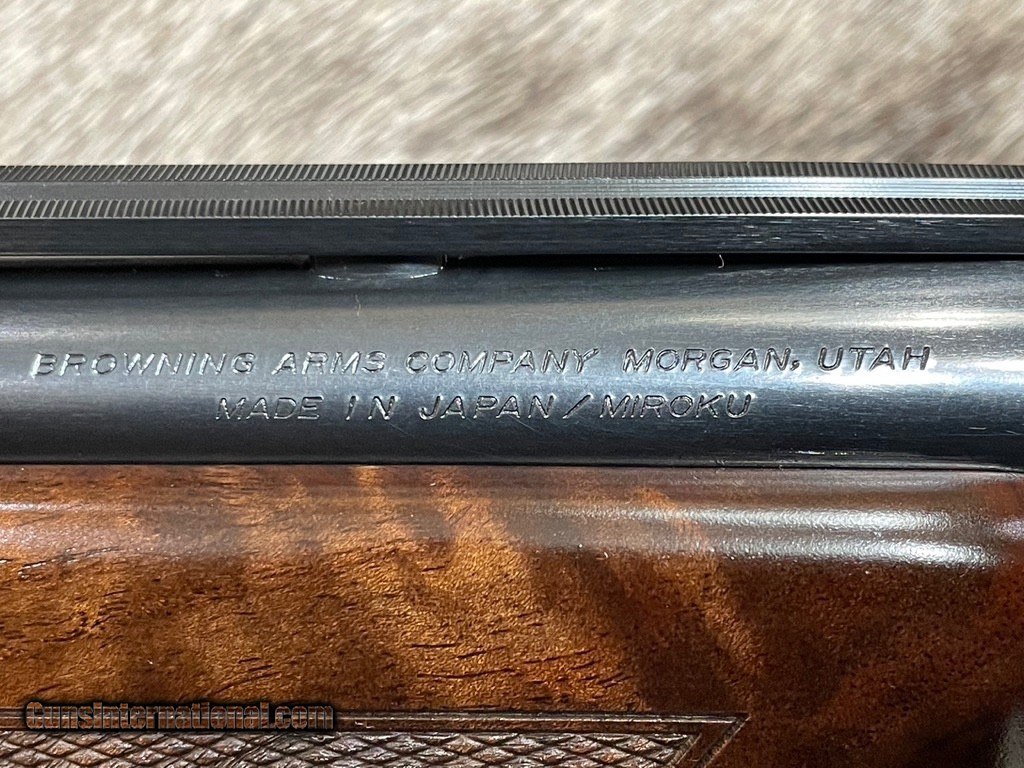 BROWNING ARMS COMPANY MORGAN, UTAH
MADE IN JAPAN/MIROKU
GunsInternational.com